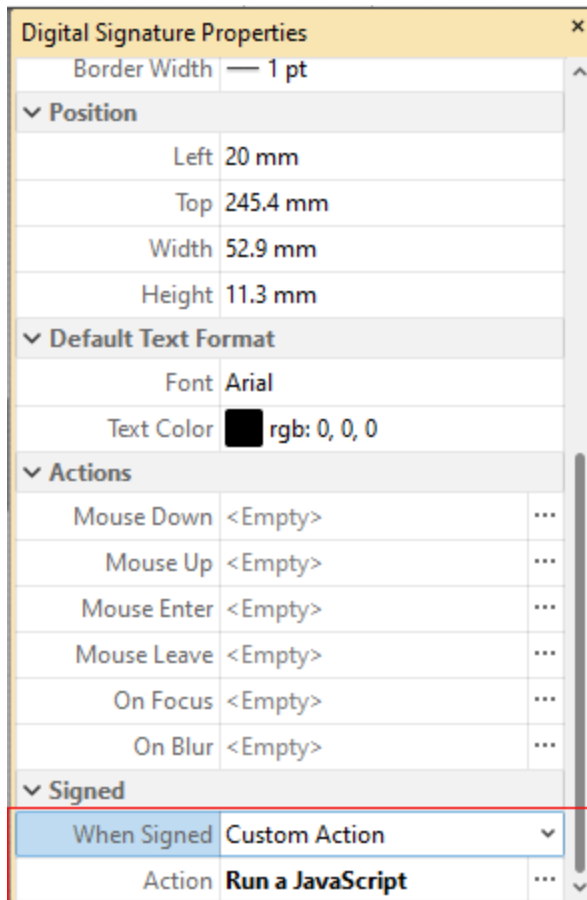 Digital Signature Properties
Border Width 1 pt
Position
Left 20 mm
Top 245.4 mm
Width 52.9 mm
Height 11.3 mm
Default Text Format
Font Arial
Text Color rgb: 0, 0, 0
Actions
Mouse Down <Empty> ...
Mouse Up <Empty> ...
Mouse Enter <Empty> ...
Mouse Leave <Empty> ...
On Focus <Empty> ...
On Blur <Empty> ...
Signed
When Signed Custom Action
Action Run a JavaScript ...